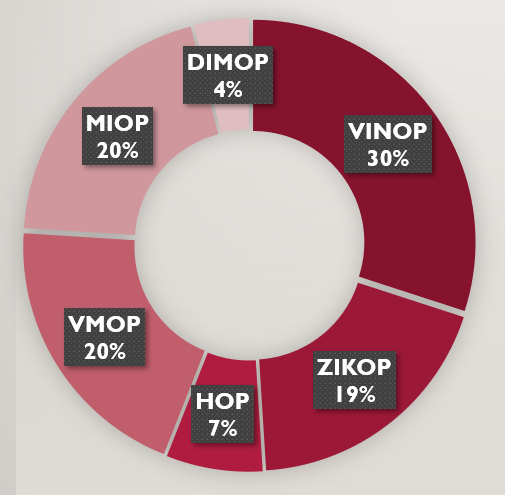 DIMOP
4%
VINOP
30%
MIOP
20%
VMOP
20%
ZIKOP
19%
HOP
7%